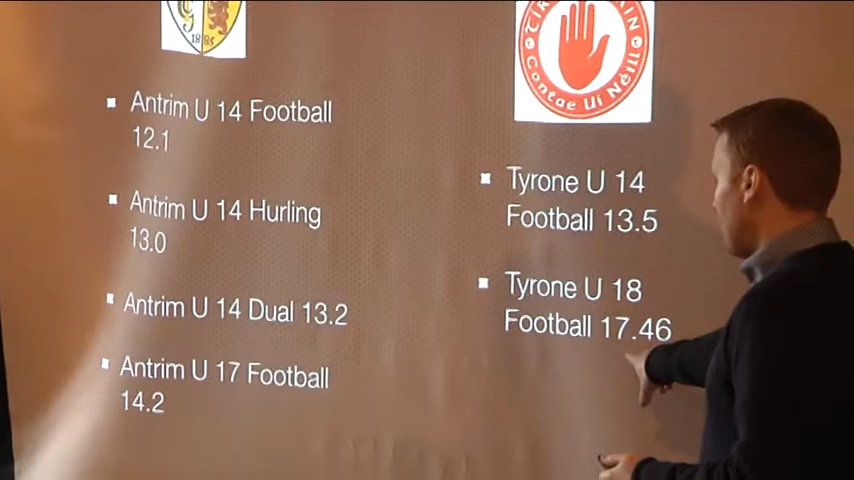 1885
Antrim U 14 Football
12.1
Antrim U 14 Hurling
13.0
Antrim U 14 Dual 13.2
Antrim U 17 Football
14.2
Contae Uí Néill
Tyrone U 14
Football 13.5
Tyrone U 18
Football 17.46